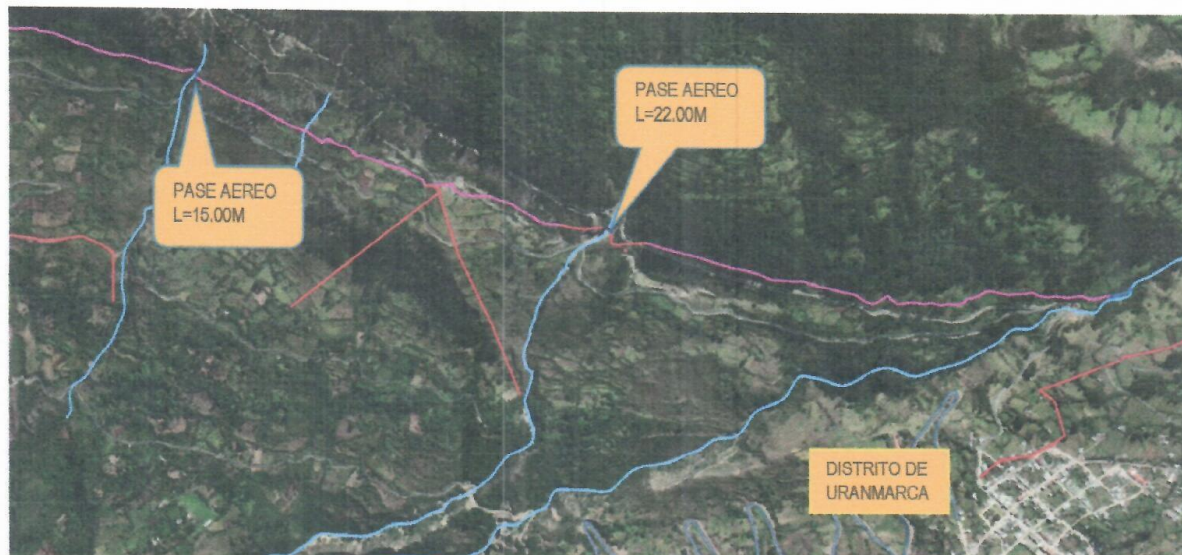 PASE AEREO
L=22.00M
PASE AEREO
L=15.00M
DISTRITO DE
URANMARCA